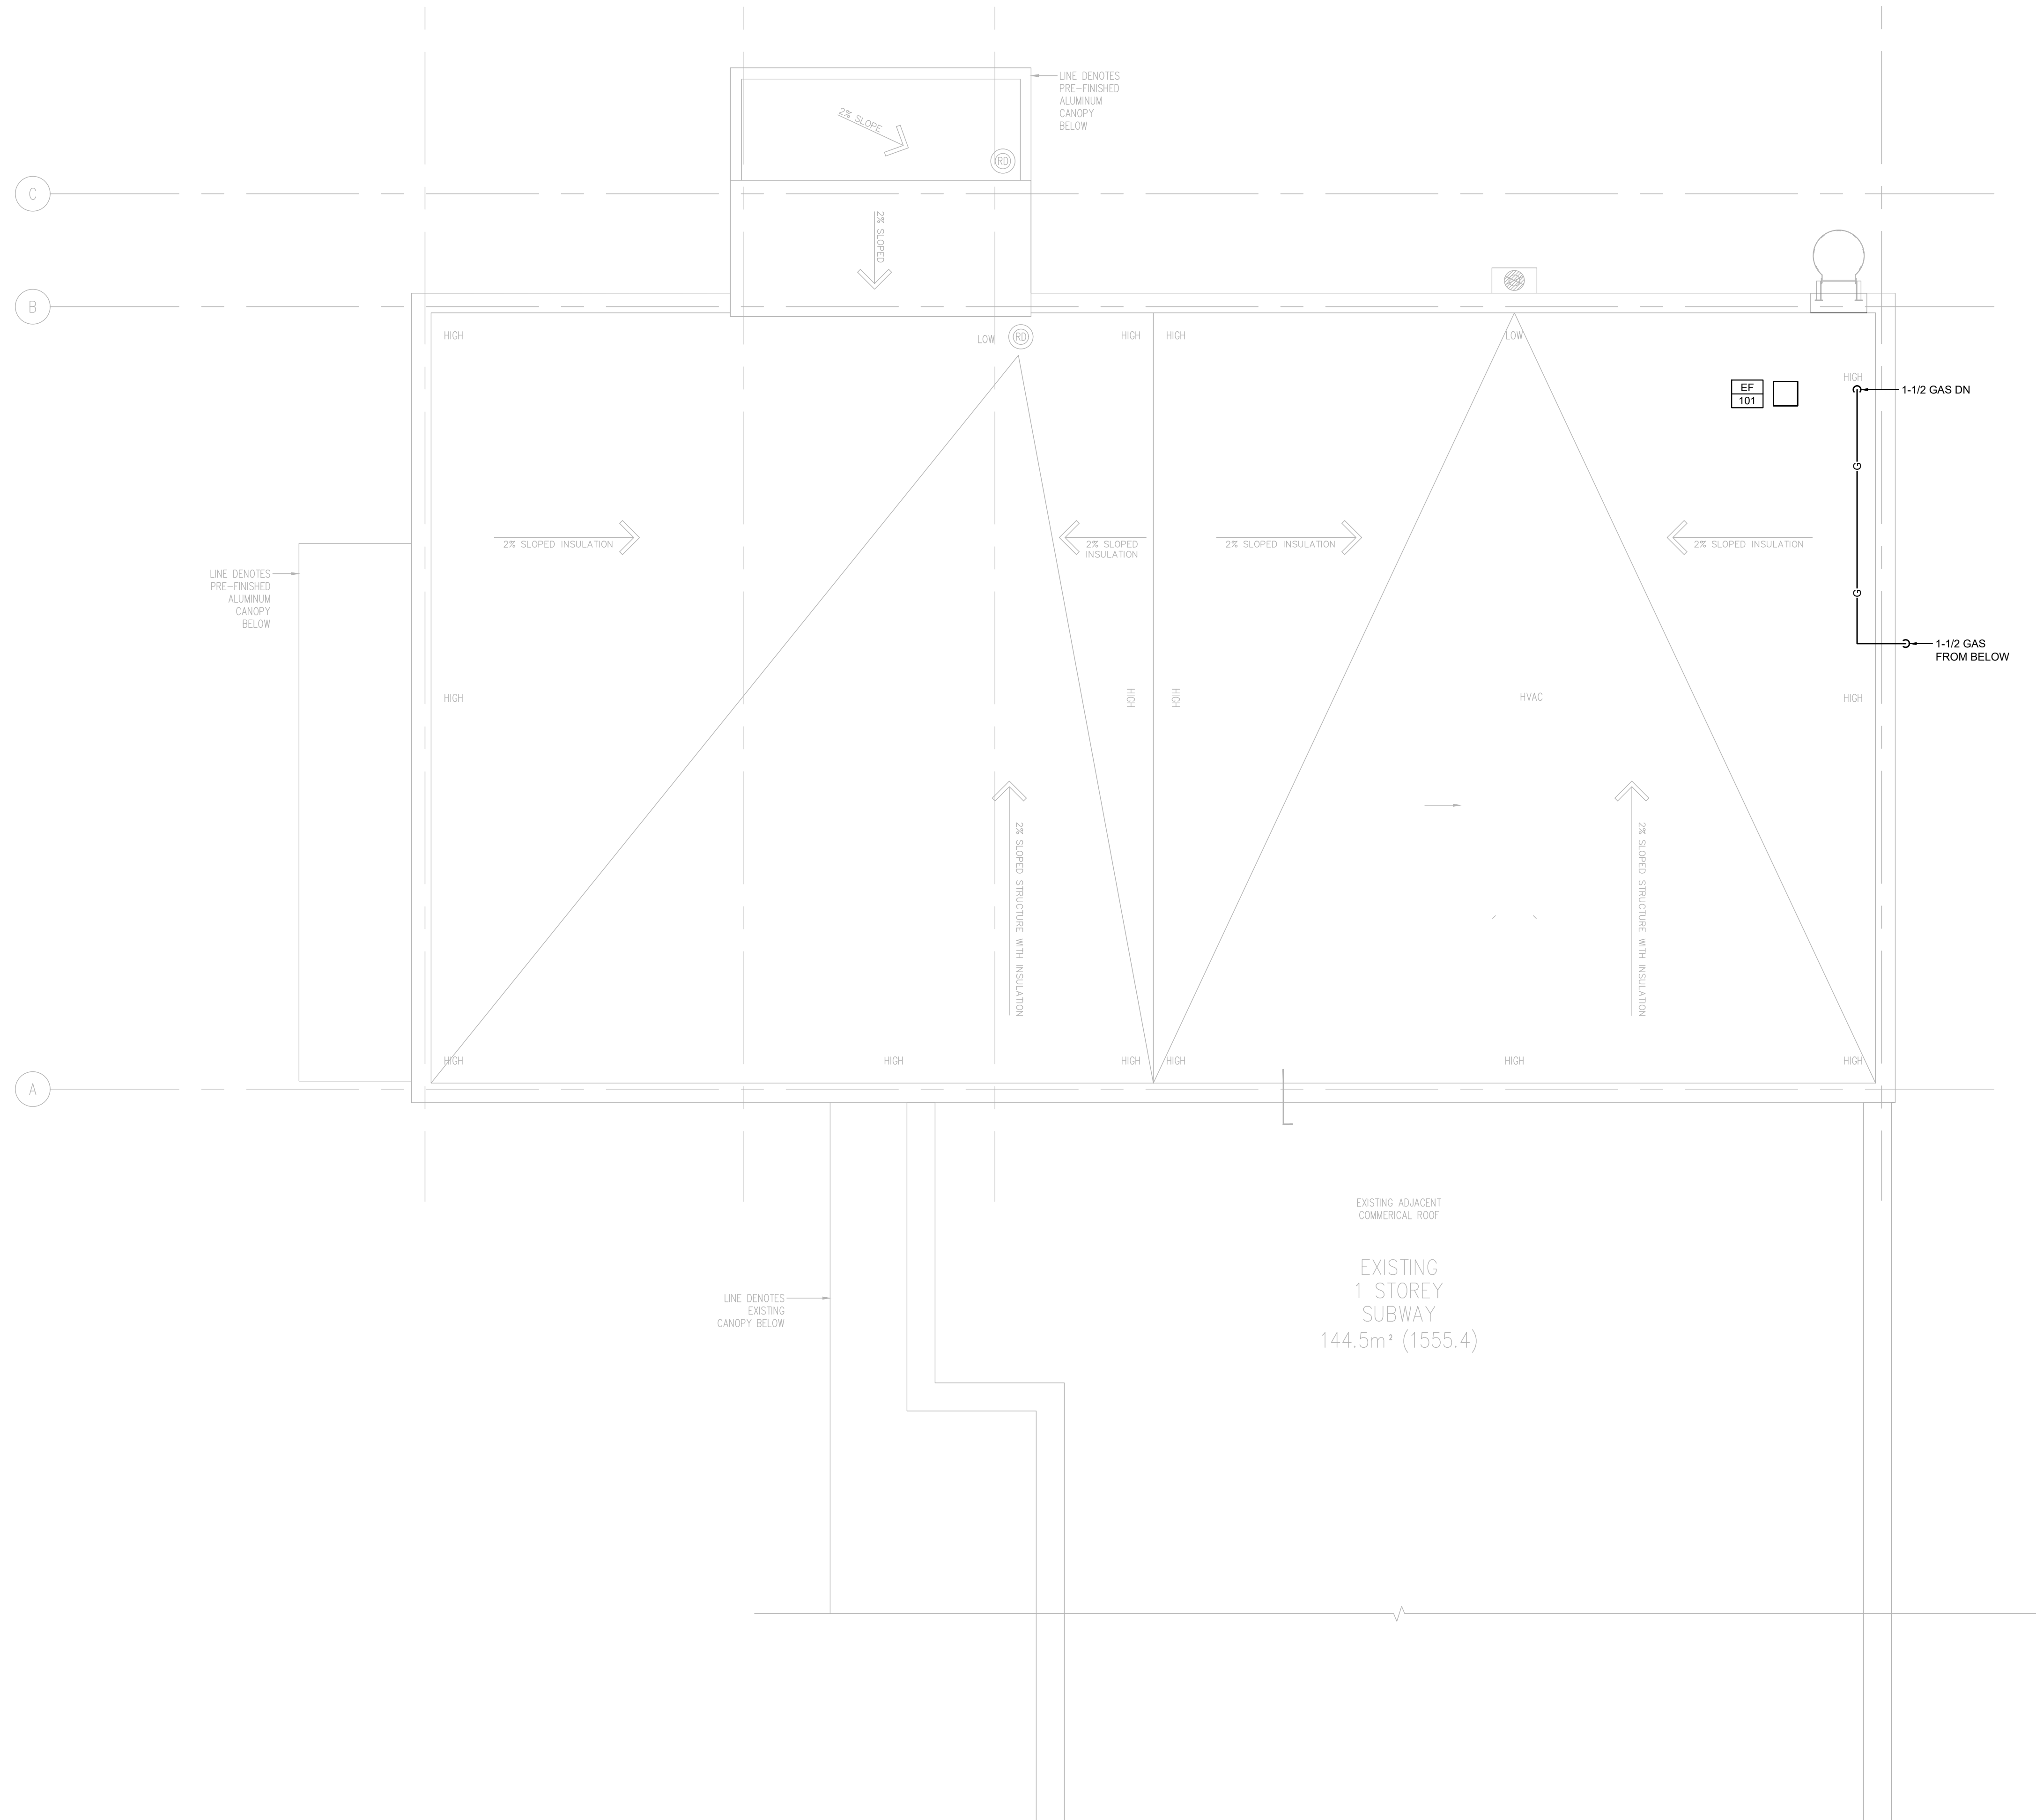 LINE DENOTES
PRE-FINISHED
ALUMINUM
CANOPY
BELOW
2% SLOPE
RD
C
2% SLOPED
B
HIGH
LOW
RD
HIGH
HIGH
LOW
HIGH
EF
101
1-1/2 GAS DN
G
2% SLOPED INSULATION
2% SLOPED
INSULATION
2% SLOPED INSULATION
2% SLOPED INSULATION
LINE DENOTES
PRE-FINISHED
ALUMINUM
CANOPY
BELOW
G
1-1/2 GAS
FROM BELOW
HIGH
HIGH
HIGH
HVAC
HIGH
2% SLOPED STRUCTURE WITH INSULATION
2% SLOPED STRUCTURE WITH INSULATION
HIGH
HIGH
HIGH
HIGH
HIGH
HIGH
A
EXISTING ADJACENT
COMMERICAL ROOF
EXISTING
1 STOREY
SUBWAY
144.5m² (1555.4)
LINE DENOTES
EXISTING
CANOPY BELOW